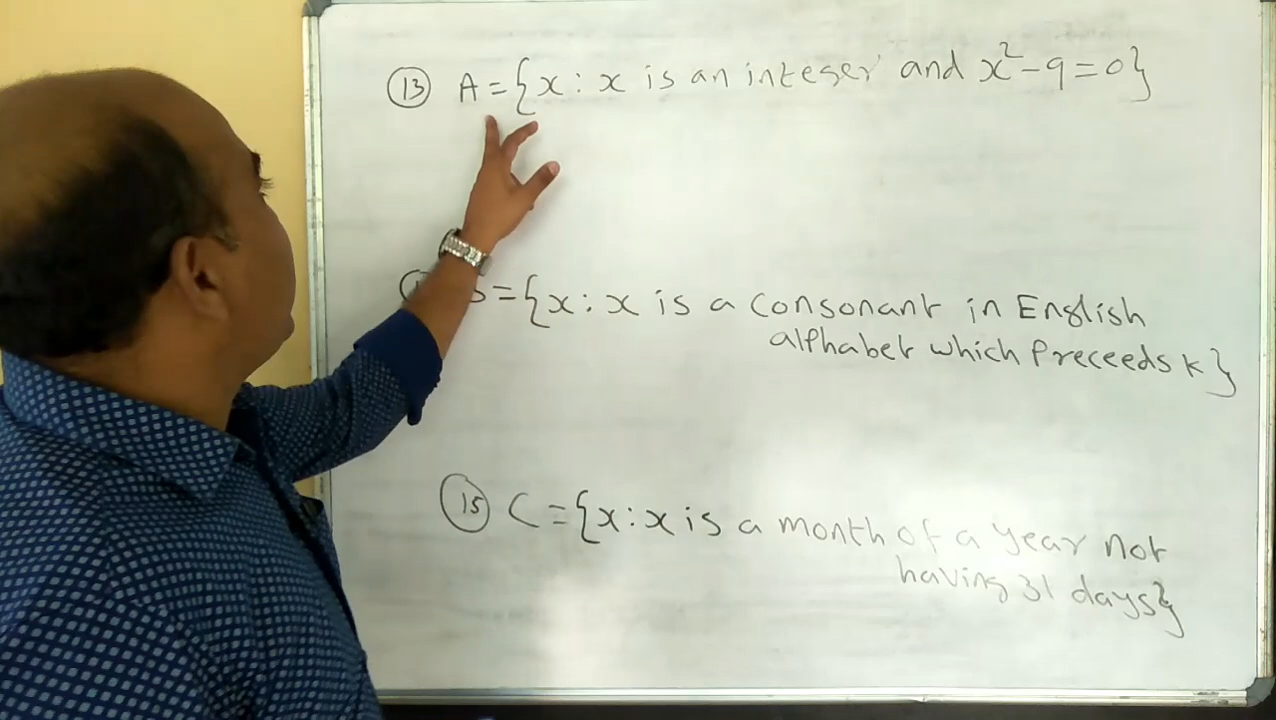 13 A={x: x is an integer and x²-9=0}
={x: x is a consonant in English
alphabet which Preceeds k}
15 C={x: x is a month of a year not
having 31 days}